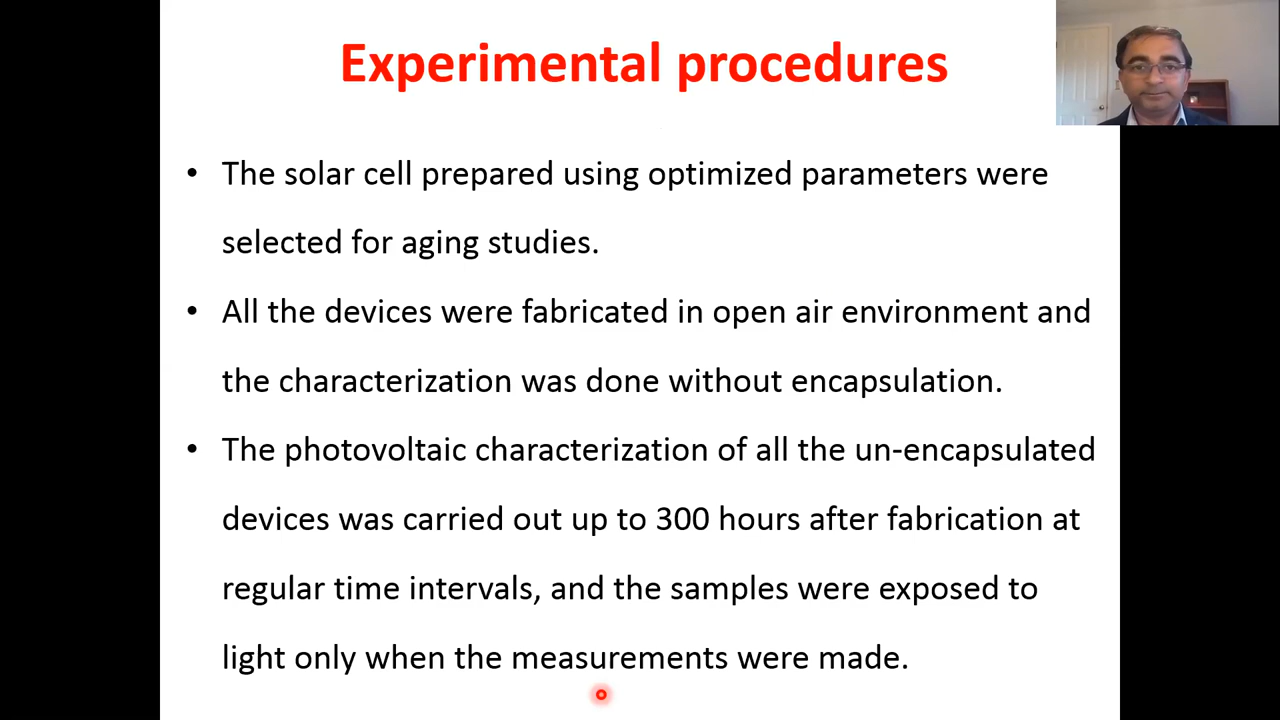 Experimental procedures
• The solar cell prepared using optimized parameters were
selected for aging studies.
• All the devices were fabricated in open air environment and
the characterization was done without encapsulation.
• The photovoltaic characterization of all the un-encapsulated
devices was carried out up to 300 hours after fabrication at
regular time intervals, and the samples were exposed to
light only when the measurements were made.